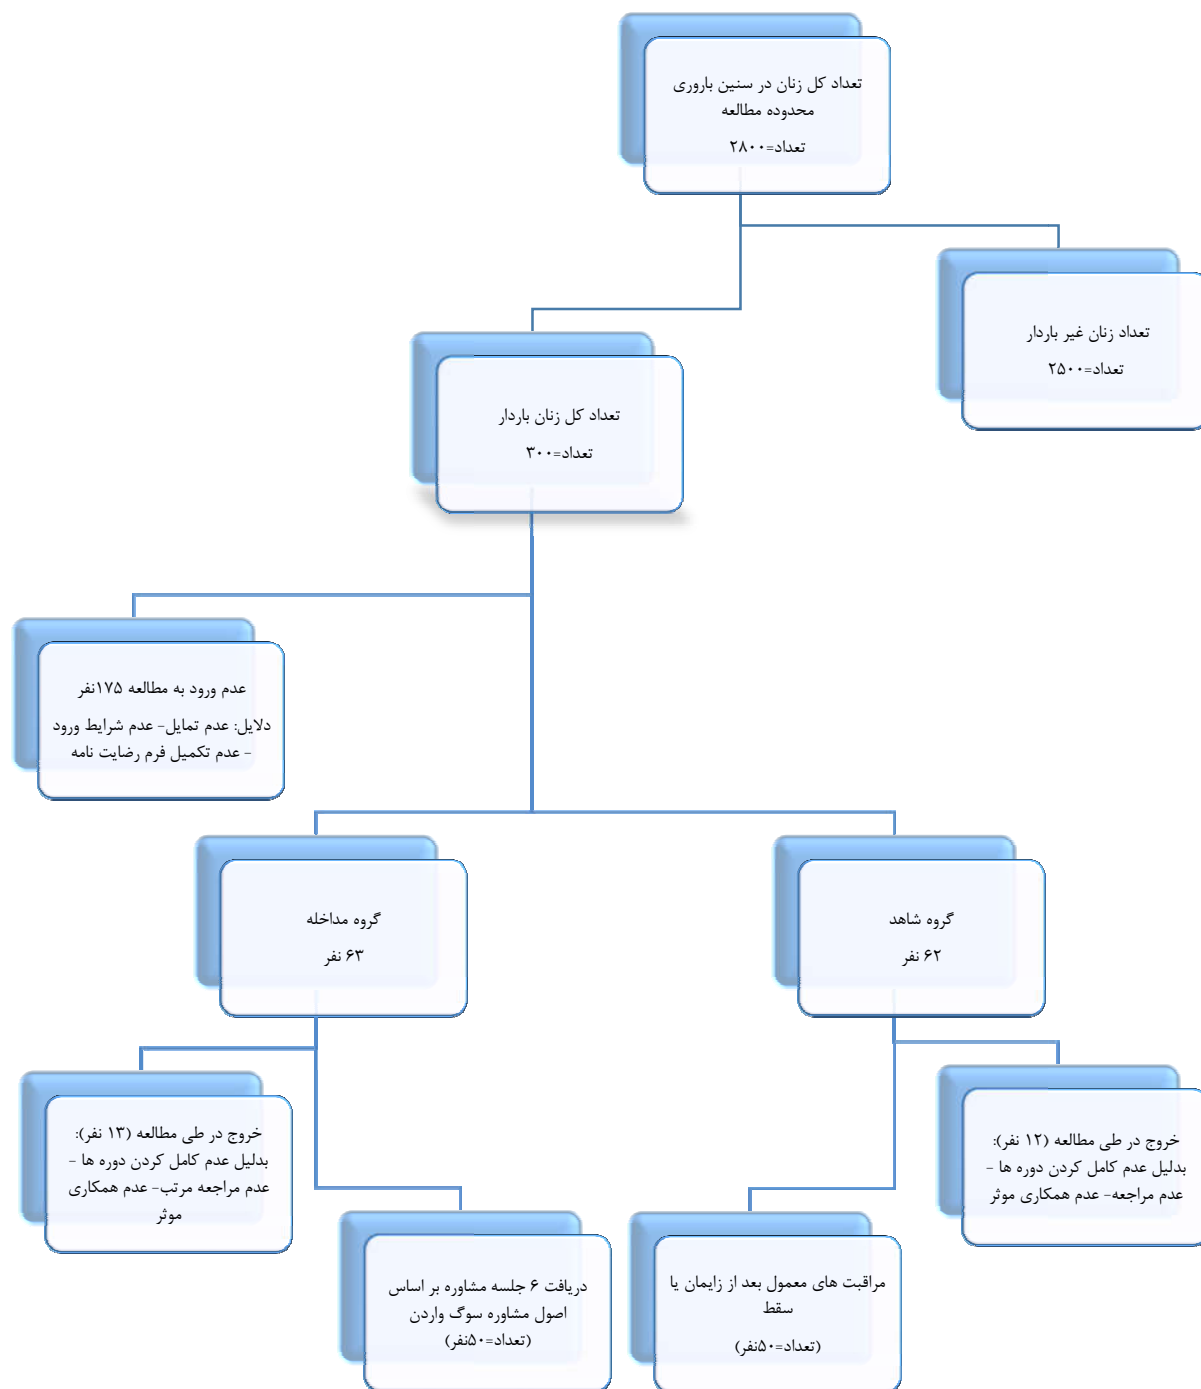 تعداد کل زنان در سنین باروری
محدوده مطالعه
تعداد=۲۸۰۰
تعداد زنان غیر باردار
تعداد=۲۵۰۰
تعداد کل زنان باردار
تعداد=۳۰۰
عدم ورود به مطالعه ۱۷۵نفر
دلایل: عدم تمایل- عدم شرایط ورود
- عدم تکمیل فرم رضایت نامه
گروه شاهد
۶۲ نفر
گروه مداخله
۶۳ نفر
خروج در طی مطالعه (۱۲ نفر):
بدلیل عدم کامل کردن دوره ها -
عدم مراجعه- عدم همکاری موثر
خروج در طی مطالعه (۱۳ نفر):
بدلیل عدم کامل کردن دوره ها -
عدم مراجعه مرتب- عدم همکاری
موثر
مراقبت های معمول بعد از زایمان یا
سقط
(تعداد=۵۰نفر)
دریافت ۶ جلسه مشاوره بر اساس
اصول مشاوره سوگ واردن
(تعداد=۵۰نفر)